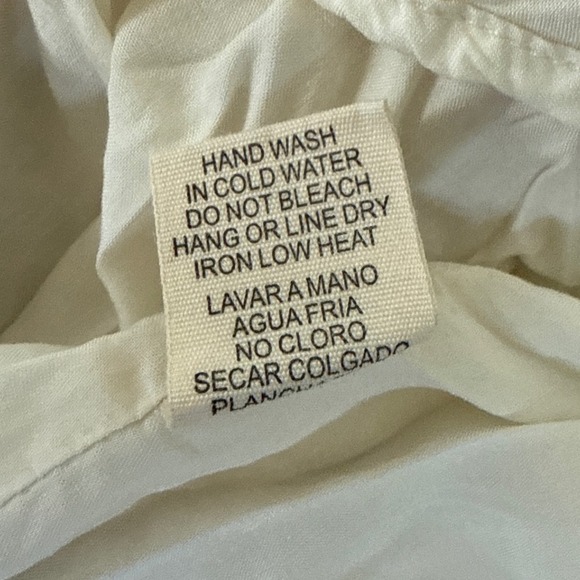 HAND WASH
IN COLD WATER
DO NOT BLEACH
HANG OR LINE DRY
IRON LOW HEAT
LAVAR A MANO
AGUA FRIA
NO CLORO
SECAR COLGADO